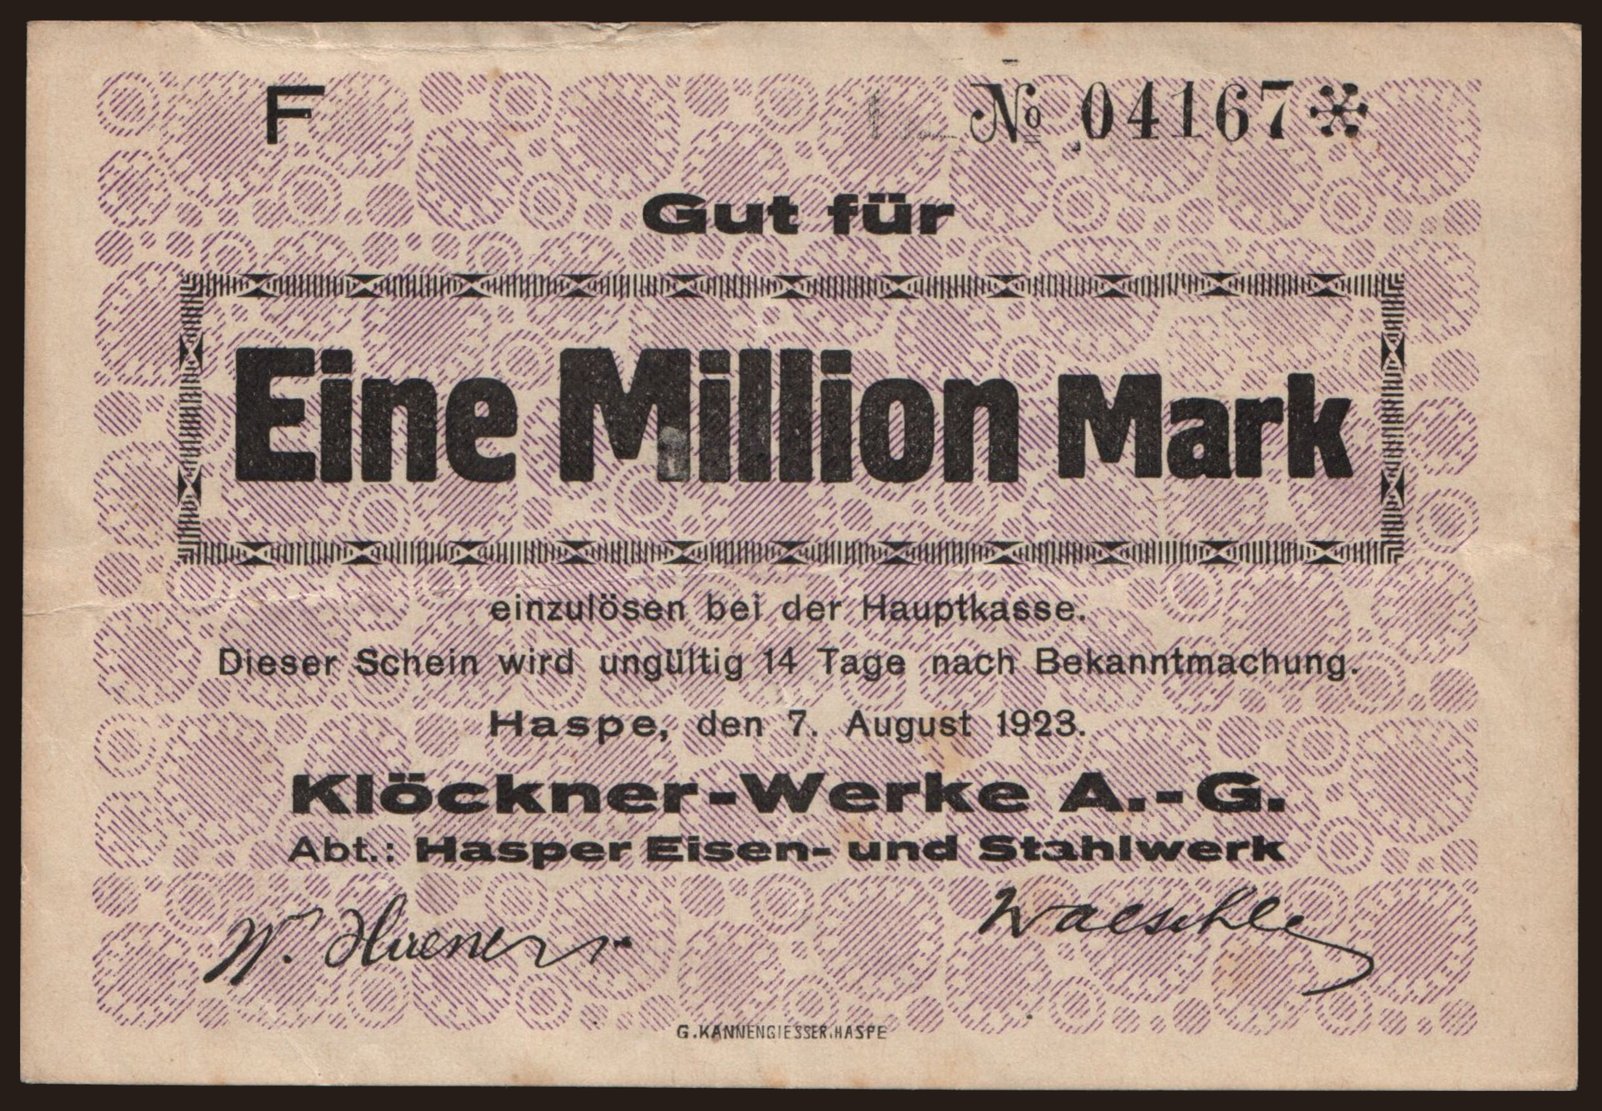 F № 04167*
Gut für
Eine Million Mark
einzulösen bei der Hauptkasse.
Dieser Schein wird ungültig 14 Tage nach Bekanntmachung.
Haspe, den 7. August 1923.
Klöckner-Werke A.-G.
Abt.: Hasper Eisen- und Stahlwerk
W. Waeschle
G. KANNENGIESSER, HASPE